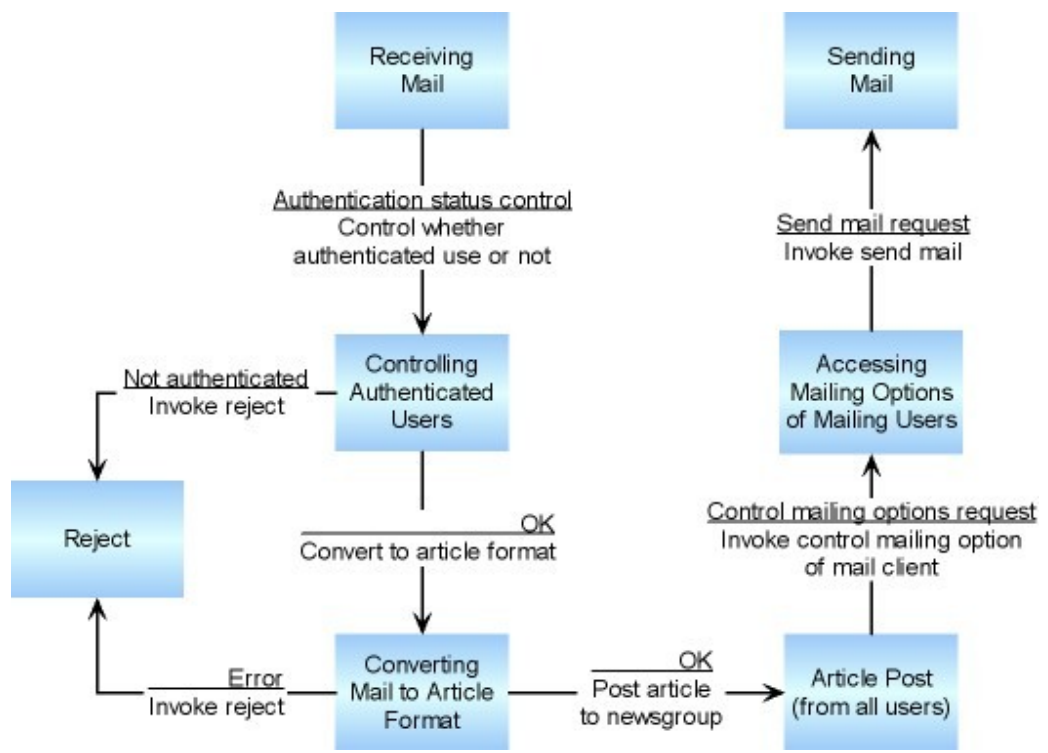 Receiving
Mail
Sending
Mail
Authentication status control
Control whether
authenticated use or not
Send mail request
Invoke send mail
Controlling
Authenticated
Users
Not authenticated
Invoke reject
Accessing
Mailing Options
of Mailing Users
Reject
OK
Convert to article format
Control mailing options request
Invoke control mailing option
of mail client
Converting
Mail to Article
Format
Error
Invoke reject
OK
Post article
to newsgroup
Article Post
(from all users)